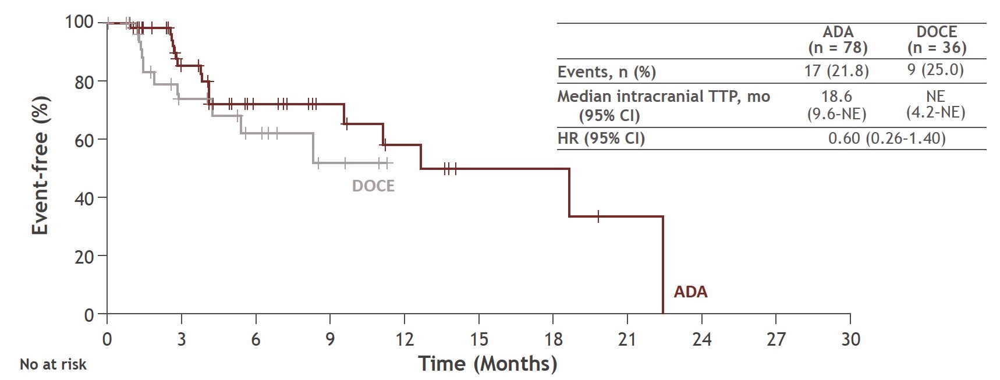 100
80
60
40
20
0
Event-free (%)
ADA
(n = 78)
DOCE
(n = 36)
Events, n (%)
17 (21.8)
9 (25.0)
Median intracranial TTP, mo
(95% CI)
18.6
(9.6-NE)
NE
(4.2-NE)
HR (95% CI)
0.60 (0.26-1.40)
DOCE
ADA
0 3 6 9 12 15 18 21 24 27 30
Time (Months)
No at risk